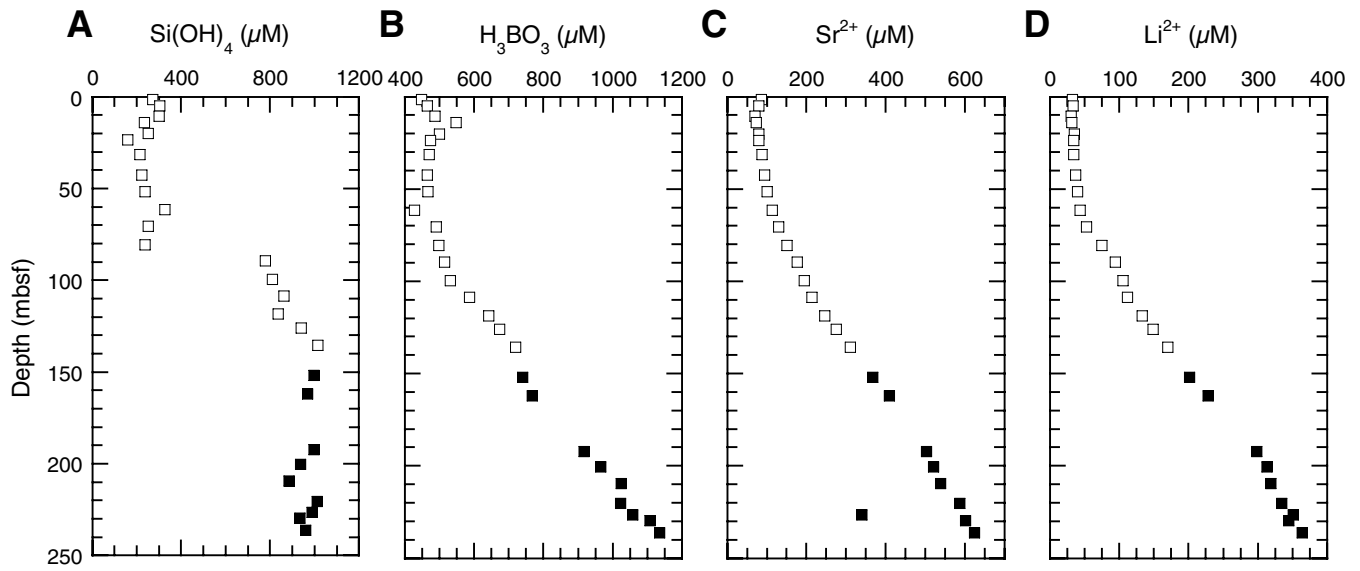 A Si(OH)4 (µM)
0 400 800 1200
B H3BO3 (µM)
400 600 800 1000 1200
C Sr2+ (µM)
0 200 400 600
D Li2+ (µM)
0 100 200 300 400
Depth (mbsf)
0
50
100
150
200
250